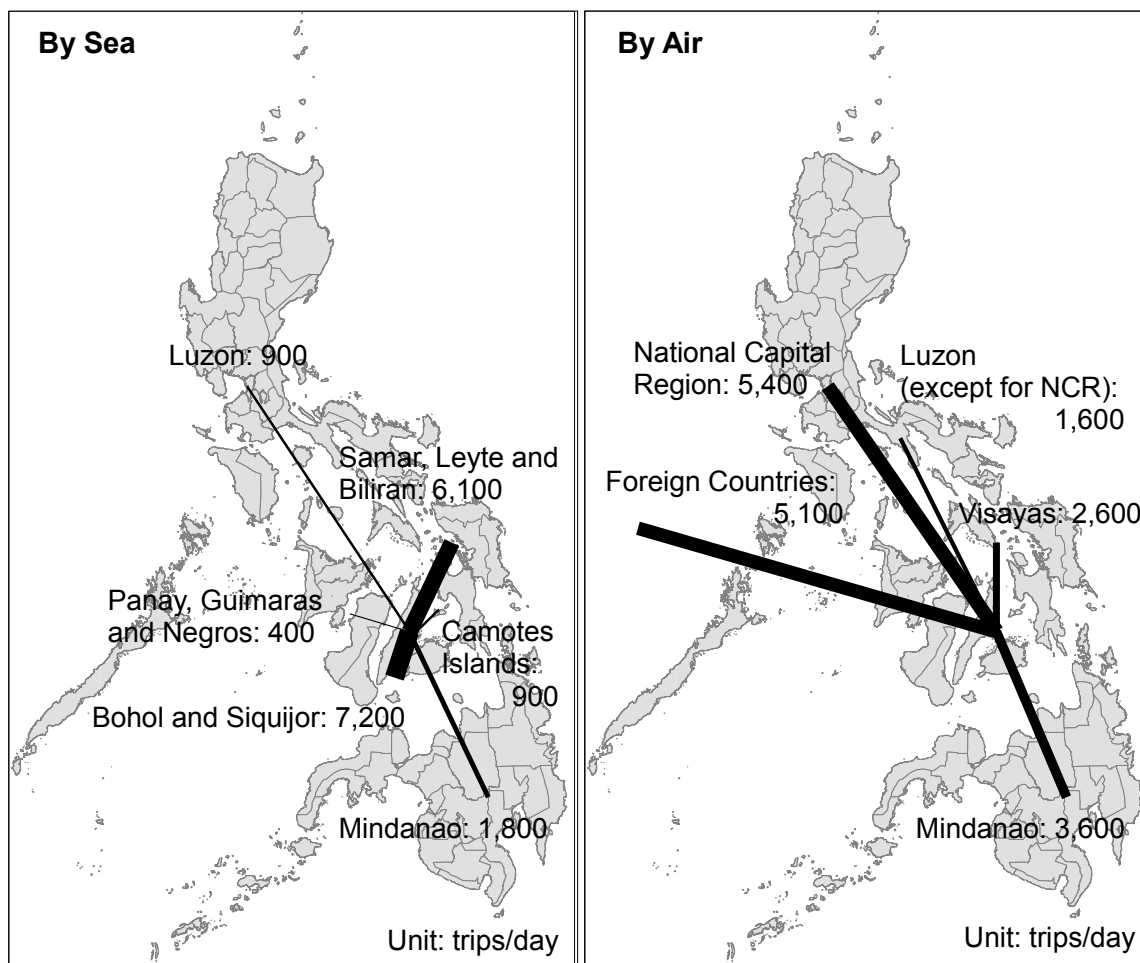 By Sea
Luzon: 900
Samar, Leyte and
Biliran: 6,100
Panay, Guimaras
and Negros: 400
Camotes
Islands:
900
Bohol and Siquijor: 7,200
Mindanao: 1,800
Unit: trips/day
By Air
National Capital
Region: 5,400
Luzon
(except for NCR):
1,600
Foreign Countries:
5,100
Visayas: 2,600
Mindanao: 3,600
Unit: trips/day